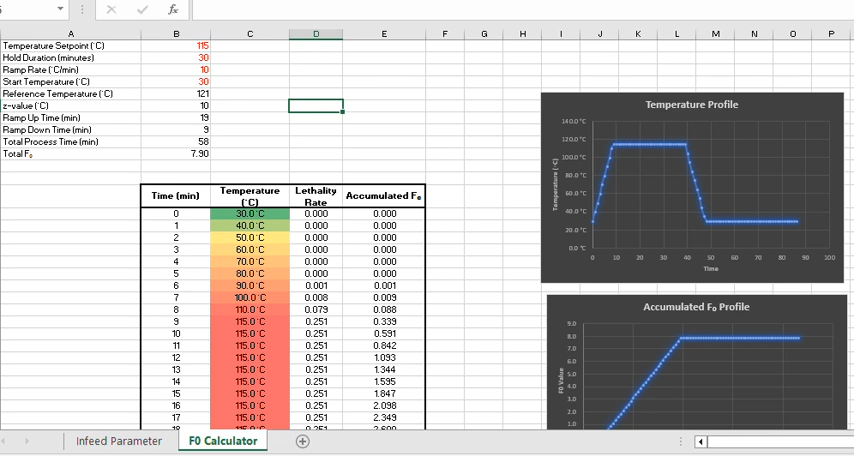 fx
A B C D E F G H I J K L M N O P
Temperature Setpoint (°C) 115
Hold Duration (minutes) 30
Ramp Rate (°C/min) 10
Start Temperature (°C) 30
Reference Temperature (°C) 121
z-value (°C) 10
Ramp Up Time (min) 19
Ramp Down Time (min) 9
Total Process Time (min) 58
Total F₀ 7.90
Time (min) Temperature (°C) Lethality Rate Accumulated F₀
0 30.0°C 0.000 0.000
1 40.0°C 0.000 0.000
2 50.0°C 0.000 0.000
3 60.0°C 0.000 0.000
4 70.0°C 0.000 0.000
5 80.0°C 0.000 0.000
6 90.0°C 0.001 0.001
7 100.0°C 0.008 0.009
8 110.0°C 0.079 0.088
9 115.0°C 0.251 0.339
10 115.0°C 0.251 0.591
11 115.0°C 0.251 0.842
12 115.0°C 0.251 1.093
13 115.0°C 0.251 1.344
14 115.0°C 0.251 1.595
15 115.0°C 0.251 1.847
16 115.0°C 0.251 2.098
17 115.0°C 0.251 2.349
18 115.0°C 0.251 2.600
Temperature Profile
Temperature (°C)
140.0°C
120.0°C
100.0°C
80.0°C
60.0°C
40.0°C
20.0°C
0.0°C
0 10 20 30 40 50 60 70 80 90 100
Time
Accumulated F₀ Profile
F0 Value
9.0
8.0
7.0
6.0
5.0
4.0
3.0
2.0
1.0
Infeed Parameter F0 Calculator